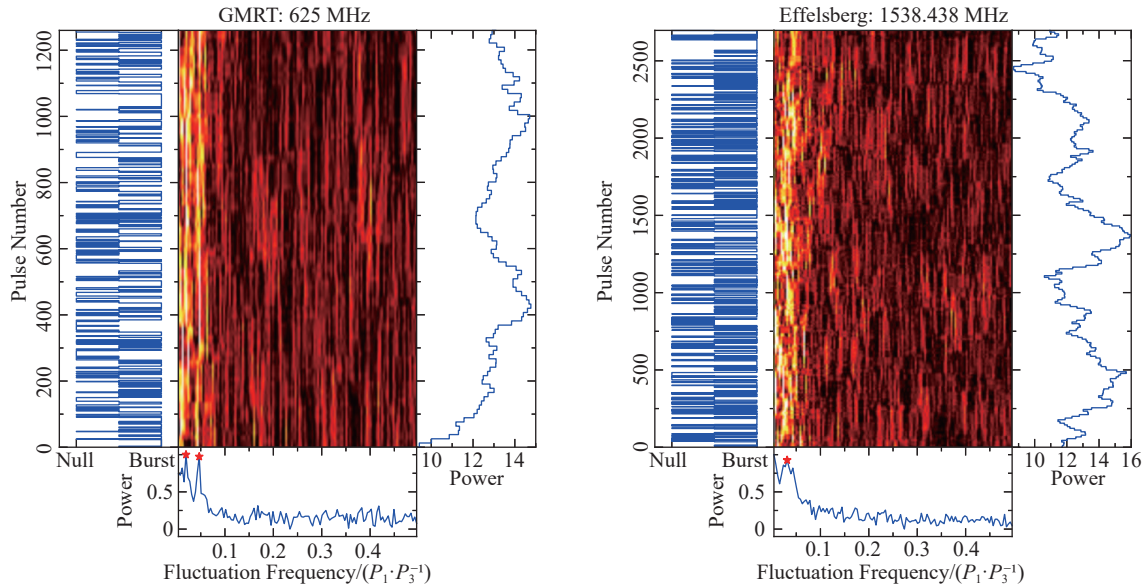 GMRT: 625 MHz
Pulse Number
0 200 400 600 800 1000 1200
Null Burst
10 12 14
Power
Power
0 0.5
0.1 0.2 0.3 0.4
Fluctuation Frequency/(P₁·P₃⁻¹)
Effelsberg: 1538.438 MHz
Pulse Number
0 500 1000 1500 2000 2500
Null Burst
10 12 14 16
Power
Power
0 0.5
0.1 0.2 0.3 0.4
Fluctuation Frequency/(P₁·P₃⁻¹)